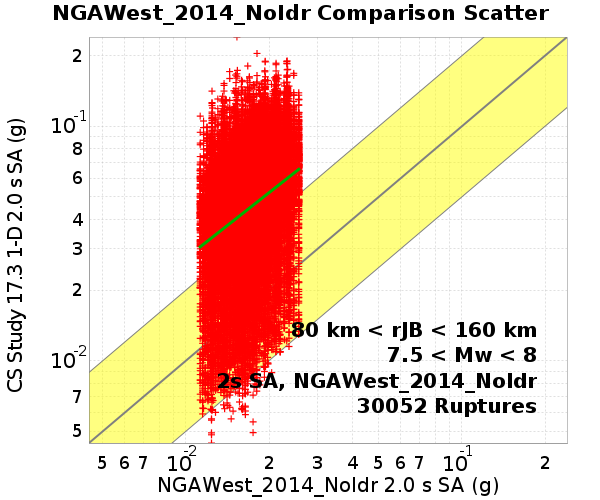 NGAWest_2014_NoIdr Comparison Scatter
CS Study 17.3 1-D 2.0 s SA (g)
2
10-1
8
6
4
3
2
10-2
7
5
80 km < rJB < 160 km
7.5 < Mw < 8
2s SA, NGAWest_2014_NoIdr
30052 Ruptures
5 6 7 10-2 2 3 4 5 6 7 10-1 2
NGAWest_2014_NoIdr 2.0 s SA (g)